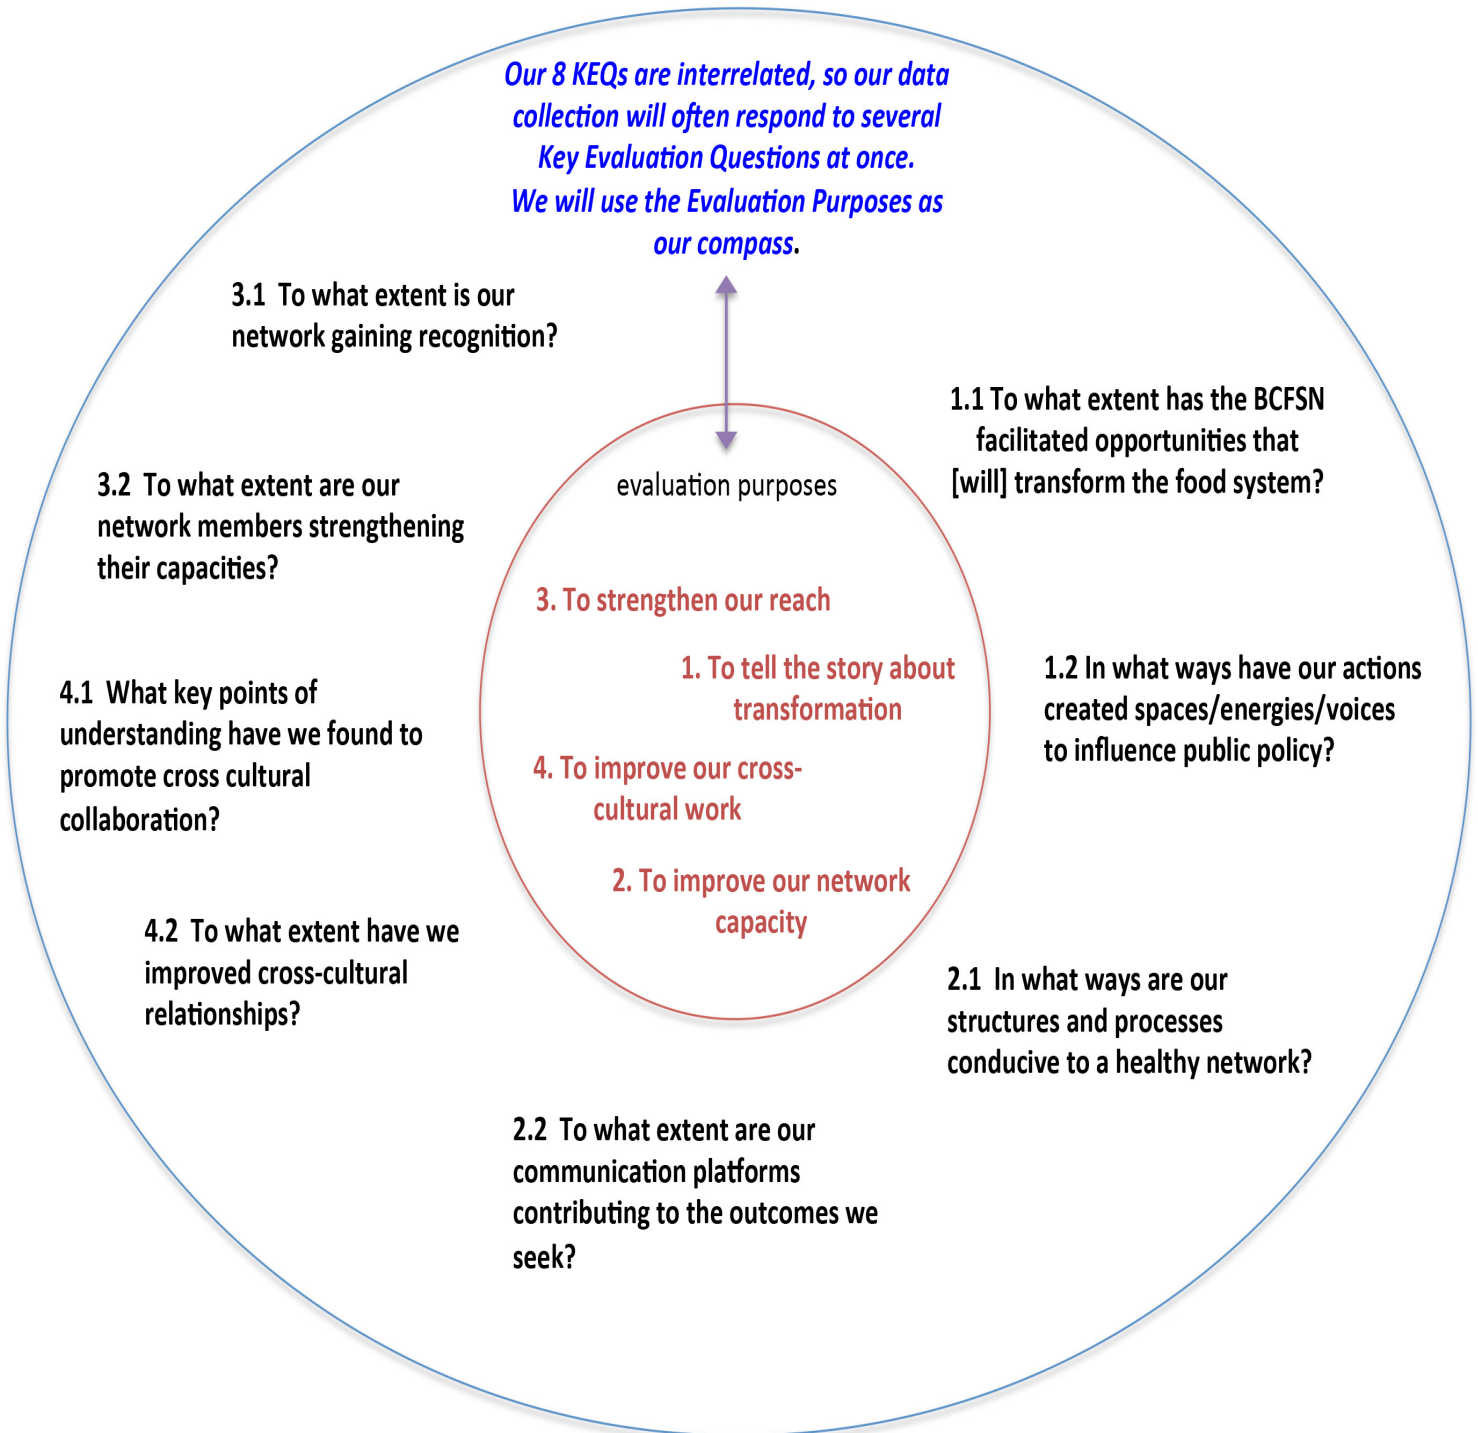 Our 8 KEQs are interrelated, so our data
collection will often respond to several
Key Evaluation Questions at once.
We will use the Evaluation Purposes as
our compass.
3.1 To what extent is our
network gaining recognition?
1.1 To what extent has the BCFSN
facilitated opportunities that
[will] transform the food system?
3.2 To what extent are our
network members strengthening
their capacities?
evaluation purposes
3. To strengthen our reach
1. To tell the story about
transformation
4. To improve our cross-
cultural work
2. To improve our network
capacity
1.2 In what ways have our actions
created spaces/energies/voices
to influence public policy?
4.1 What key points of
understanding have we found to
promote cross cultural
collaboration?
4.2 To what extent have we
improved cross-cultural
relationships?
2.1 In what ways are our
structures and processes
conducive to a healthy network?
2.2 To what extent are our
communication platforms
contributing to the outcomes we
seek?